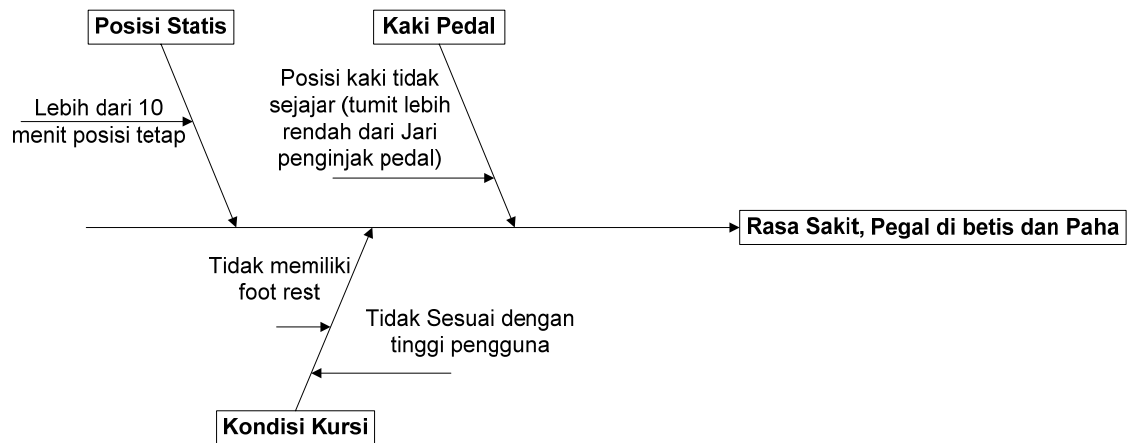 Posisi Statis
Kaki Pedal
Lebih dari 10
menit posisi tetap
Posisi kaki tidak
sejajar (tumit lebih
rendah dari Jari
penginjak pedal)
Rasa Sakit, Pegal di betis dan Paha
Tidak memiliki
foot rest
Tidak Sesuai dengan
tinggi pengguna
Kondisi Kursi